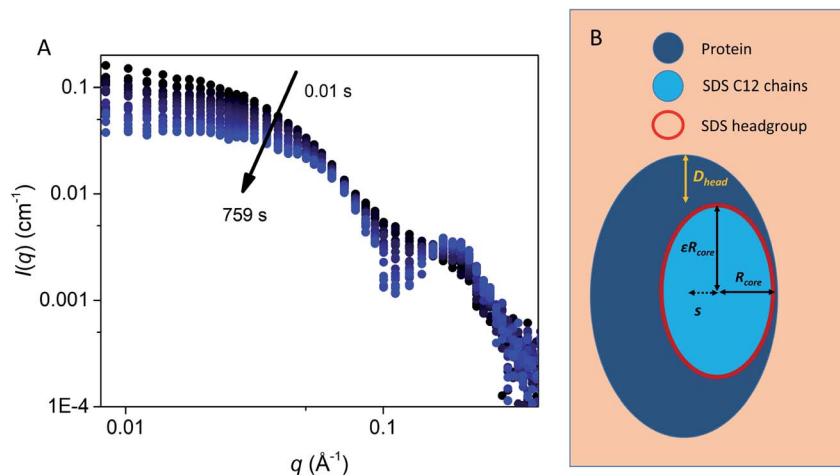 A
0.1
0.01
0.001
1E-4
I(q) (cm⁻¹)
0.01 s
759 s
0.01
0.1
q (Å⁻¹)
B
Protein
SDS C12 chains
SDS headgroup
D_head
εR_core
R_core
s